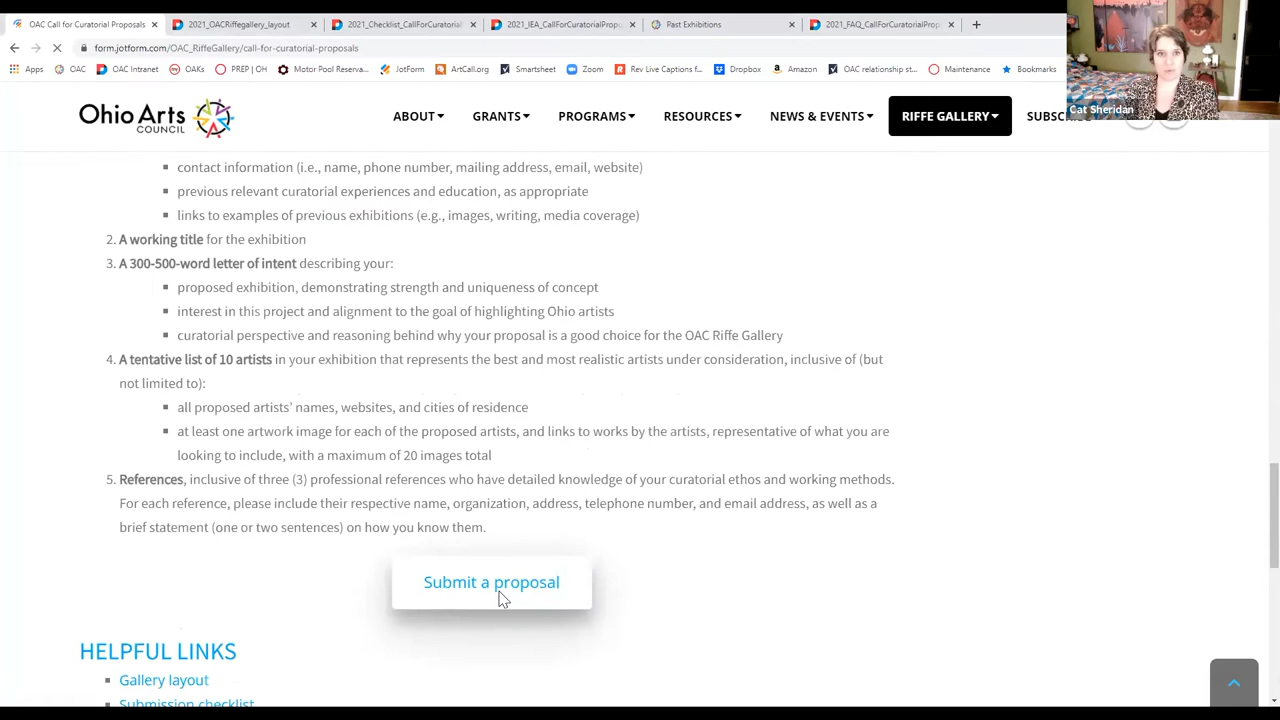 OAC Call for Curatorial Proposals
2021_OACRiffegallery_layout
2021_Checklist_CallForCuratorial
2021_IEA_CallForCuratorialPropo
Past Exhibitions
2021_FAQ_CallForCuratorialProp
form.jotform.com/OAC_RiffeGallery/call-for-curatorial-proposals
Apps
OAC
OAC Intranet
OAKs
PREP | OH
Motor Pool Reserva...
JotForm
ArtCall.org
Smartsheet
Zoom
Rev Live Captions f...
Dropbox
Amazon
OAC relationship st...
Maintenance
Bookmarks
Cat Sheridan
Ohio Arts
COUNCIL
ABOUT
GRANTS
PROGRAMS
RESOURCES
NEWS & EVENTS
RIFFE GALLERY
contact information (i.e., name, phone number, mailing address, email, website)
previous relevant curatorial experiences and education, as appropriate
links to examples of previous exhibitions (e.g., images, writing, media coverage)
2. A working title for the exhibition
3. A 300-500-word letter of intent describing your:
proposed exhibition, demonstrating strength and uniqueness of concept
interest in this project and alignment to the goal of highlighting Ohio artists
curatorial perspective and reasoning behind why your proposal is a good choice for the OAC Riffe Gallery
4. A tentative list of 10 artists in your exhibition that represents the best and most realistic artists under consideration, inclusive of (but
not limited to):
all proposed artists' names, websites, and cities of residence
at least one artwork image for each of the proposed artists, and links to works by the artists, representative of what you are
looking to include, with a maximum of 20 images total
5. References, inclusive of three (3) professional references who have detailed knowledge of your curatorial ethos and working methods.
For each reference, please include their respective name, organization, address, telephone number, and email address, as well as a
brief statement (one or two sentences) on how you know them.
Submit a proposal
HELPFUL LINKS
Gallery layout
Submission checklist